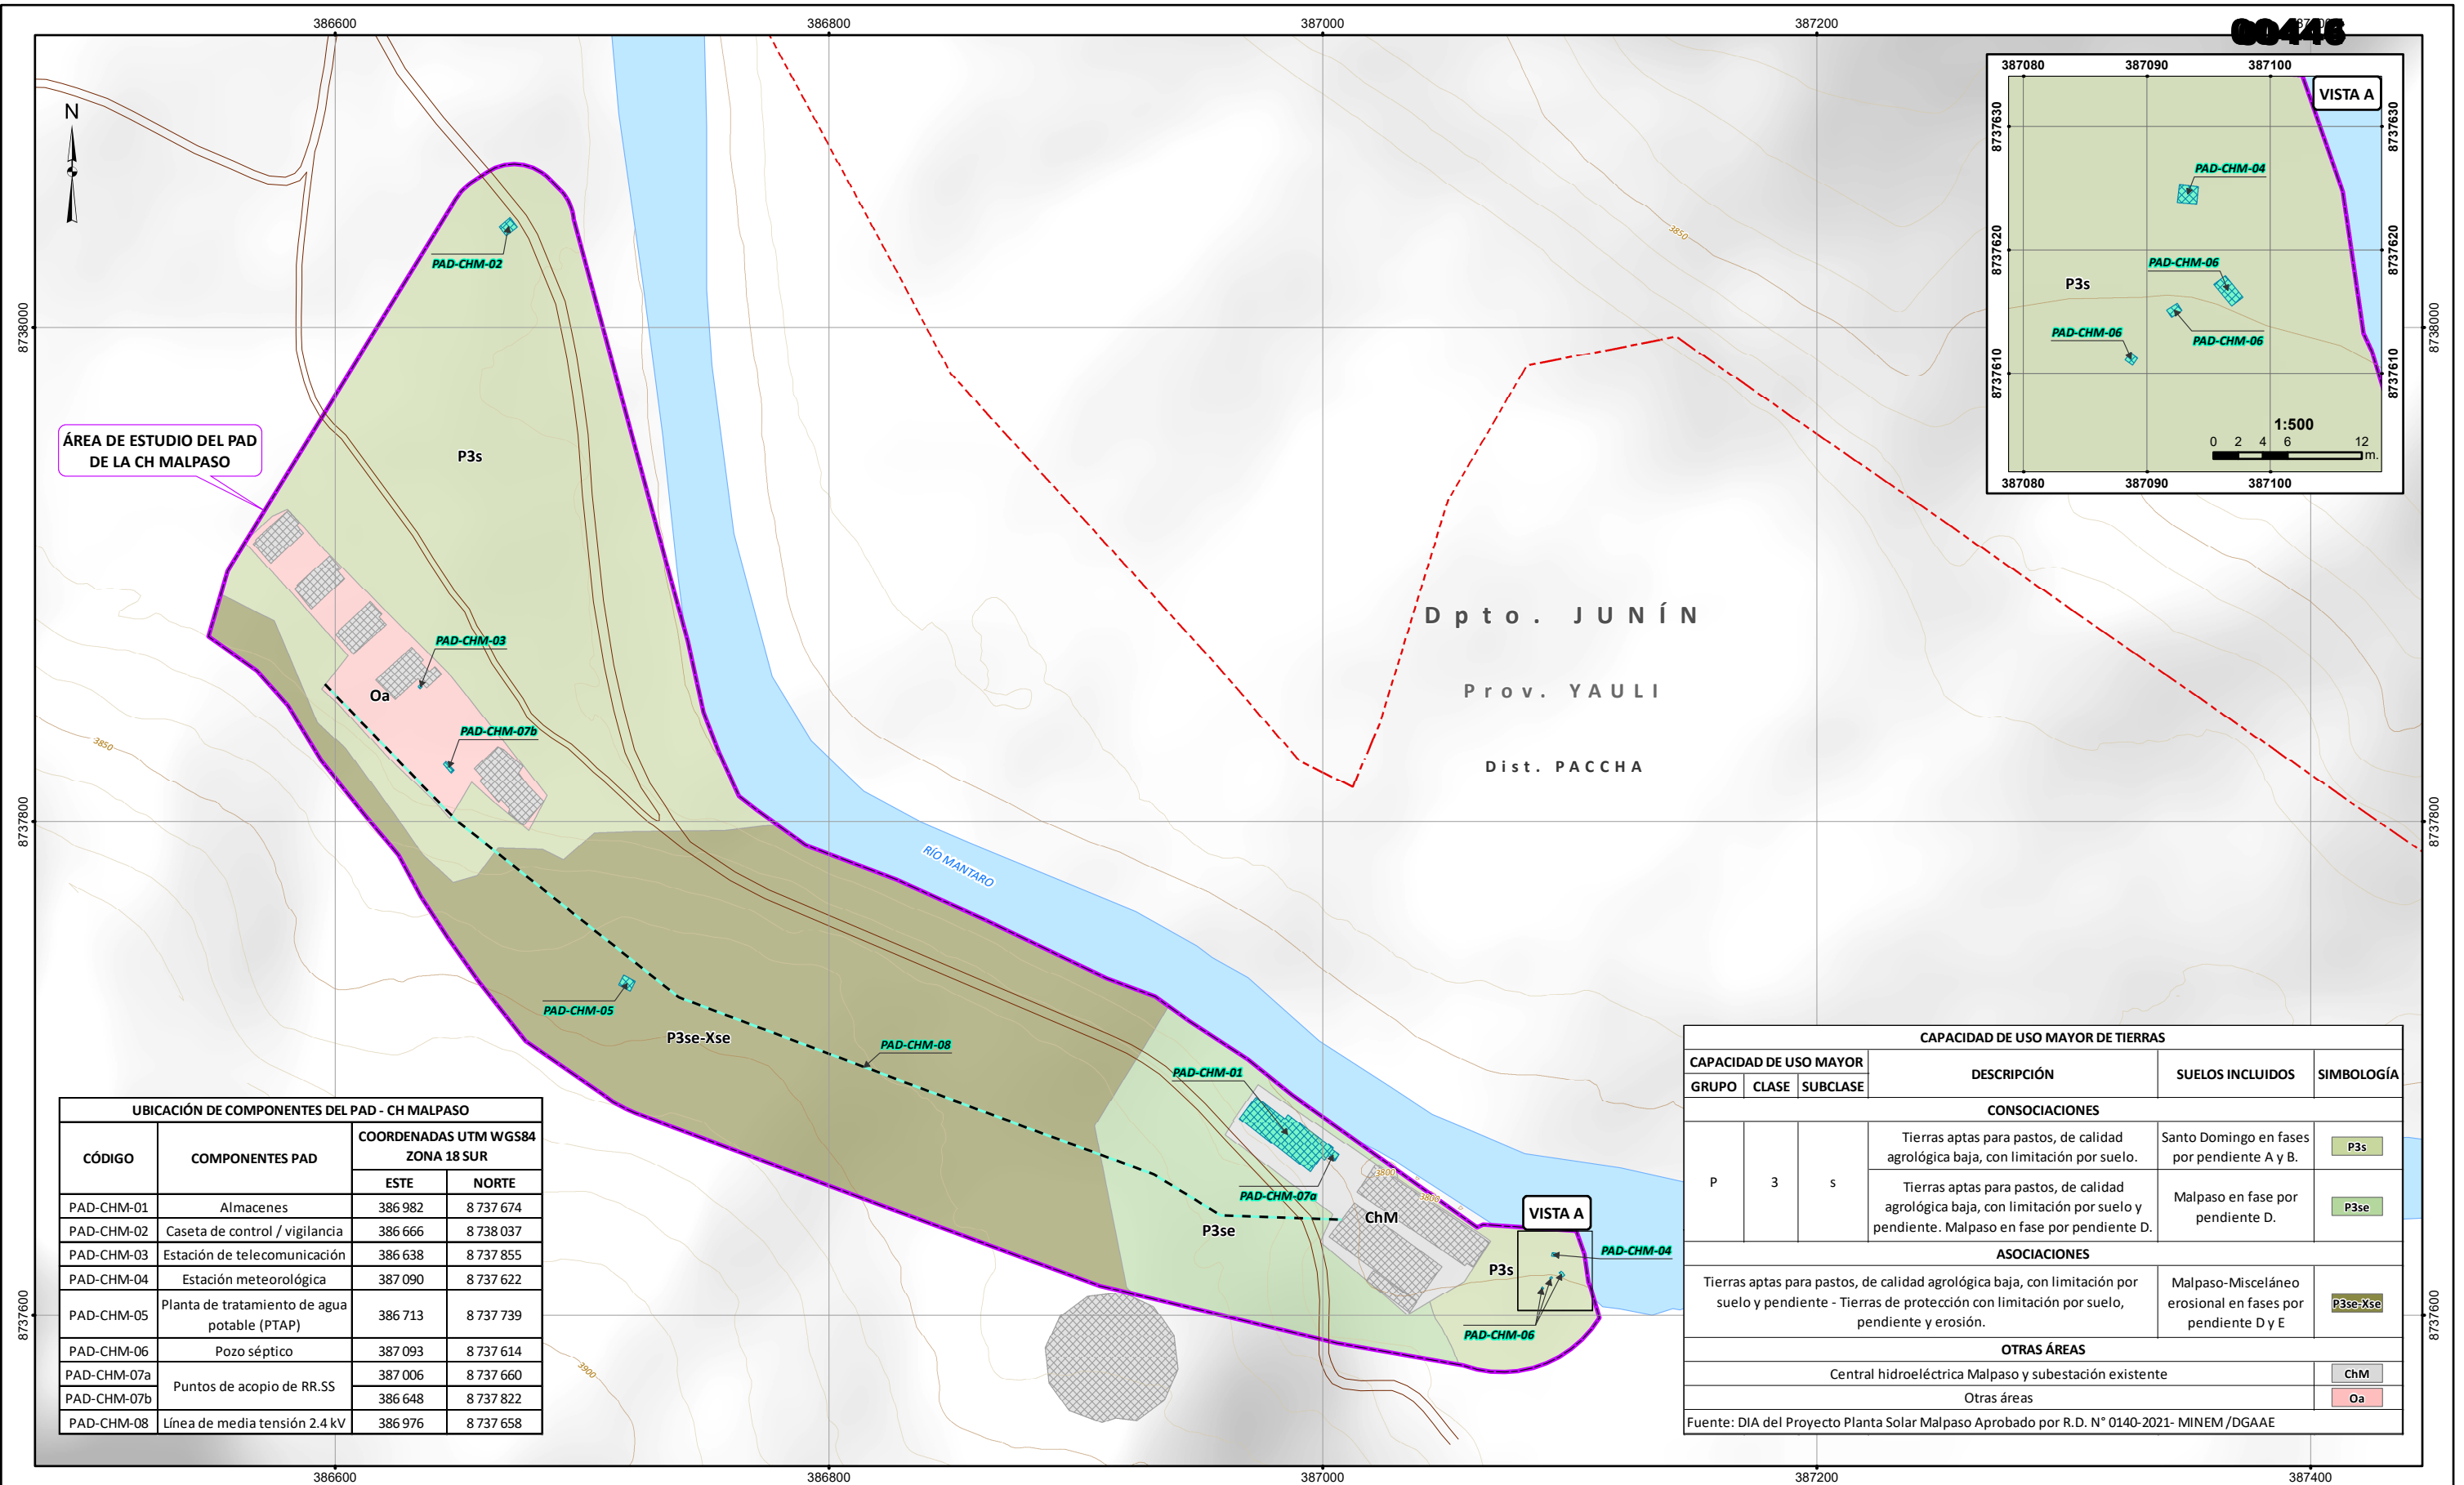 386600
386800
387000
387200
N
VISTA A
387080
387090
387100
8737630
8737630
PAD-CHM-04
8737620
8737620
PAD-CHM-06
P3s
PAD-CHM-06
PAD-CHM-06
8737610
8737610
1:500
0 2 4 6 12
m.
387080
387090
387100
PAD-CHM-02
3850
8738000
8738000
ÁREA DE ESTUDIO DEL PAD
DE LA CH MALPASO
P3s
Dpto. JUNÍN
Prov. YAULI
Dist. PACCHA
PAD-CHM-03
Oa
PAD-CHM-07b
3850
8737800
8737800
RÍO MANTARO
PAD-CHM-05
P3se-Xse
PAD-CHM-08
PAD-CHM-01
PAD-CHM-07a
3800
3800
ChM
P3se
VISTA A
PAD-CHM-04
P3s
PAD-CHM-06
3900
8737600
8737600
UBICACIÓN DE COMPONENTES DEL PAD - CH MALPASO
CÓDIGO COMPONENTES PAD COORDENADAS UTM WGS84
ZONA 18 SUR
ESTE NORTE
PAD-CHM-01 Almacenes 386 982 8 737 674
PAD-CHM-02 Caseta de control / vigilancia 386 666 8 738 037
PAD-CHM-03 Estación de telecomunicación 386 638 8 737 855
PAD-CHM-04 Estación meteorológica 387 090 8 737 622
PAD-CHM-05 Planta de tratamiento de agua
potable (PTAP) 386 713 8 737 739
PAD-CHM-06 Pozo séptico 387 093 8 737 614
PAD-CHM-07a Puntos de acopio de RR.SS 387 006 8 737 660
PAD-CHM-07b 386 648 8 737 822
PAD-CHM-08 Línea de media tensión 2.4 kV 386 976 8 737 658
CAPACIDAD DE USO MAYOR DE TIERRAS
CAPACIDAD DE USO MAYOR DESCRIPCIÓN SUELOS INCLUIDOS SIMBOLOGÍA
GRUPO CLASE SUBCLASE
CONSOCIACIONES
P 3 s
Tierras aptas para pastos, de calidad
agrológica baja, con limitación por suelo.
Santo Domingo en fases
por pendiente A y B.
P3s
Tierras aptas para pastos, de calidad
agrológica baja, con limitación por suelo y
pendiente. Malpaso en fase por pendiente D.
Malpaso en fase por
pendiente D.
P3se
ASOCIACIONES
Tierras aptas para pastos, de calidad agrológica baja, con limitación por
suelo y pendiente - Tierras de protección con limitación por suelo,
pendiente y erosión.
Malpaso-Misceláneo
erosional en fases por
pendiente D y E
P3se-Xse
OTRAS ÁREAS
Central hidroeléctrica Malpaso y subestación existente ChM
Otras áreas Oa
Fuente: DIA del Proyecto Planta Solar Malpaso Aprobado por R.D. N° 0140-2021- MINEM /DGAAE
386600
386800
387000
387200
387400